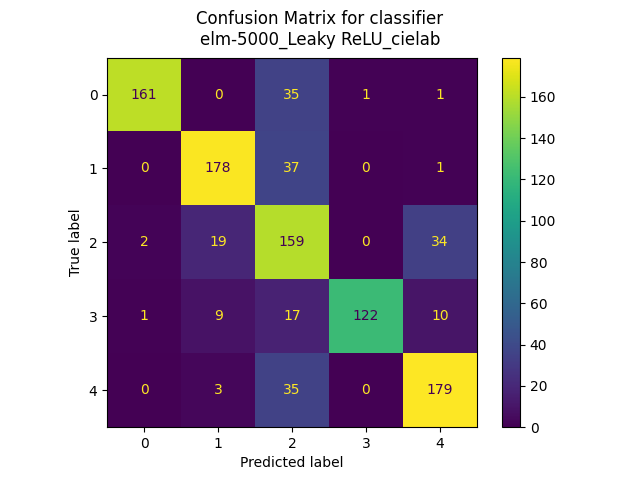 Confusion Matrix for classifier
elm-5000_Leaky ReLU_cielab
0 161 0 35 1 1
1 0 178 37 0 1
2 2 19 159 0 34
3 1 9 17 122 10
4 0 3 35 0 179
0 1 2 3 4
Predicted label
True label
160
140
120
100
80
60
40
20
0